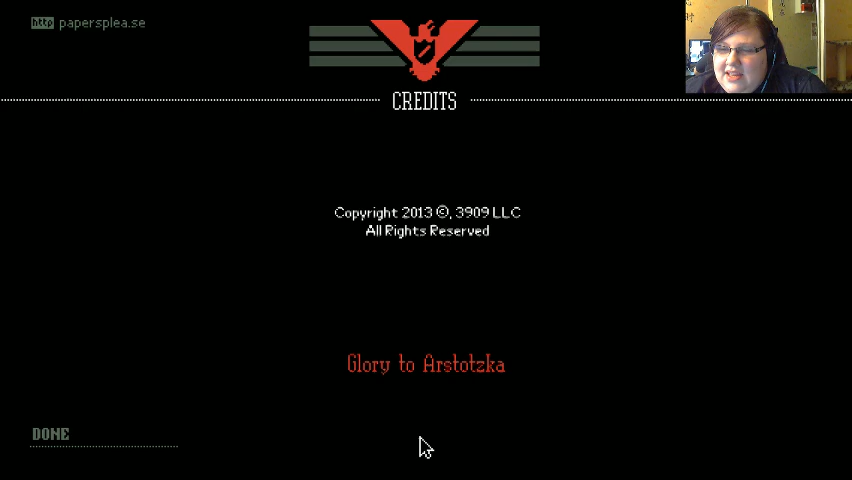 http papersplea.se
CREDITS
Copyright 2013 ©, 3909 LLC
All Rights Reserved
Glory to Arstotzka
DONE